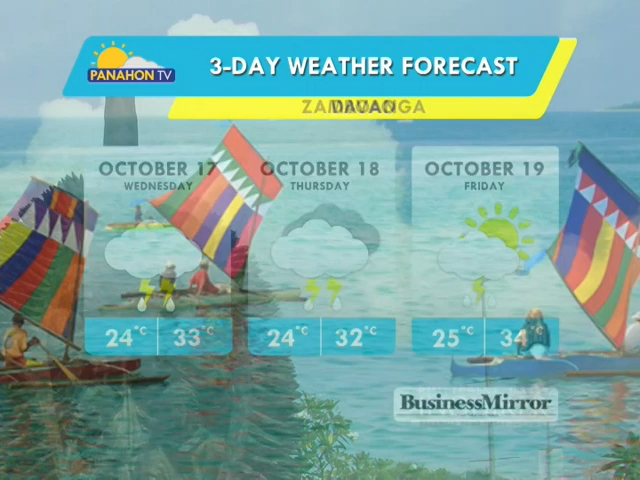 PANAHON TV
3-DAY WEATHER FORECAST
OCTOBER 17
WEDNESDAY
24°C
33°C
OCTOBER 18
THURSDAY
24°C
32°C
OCTOBER 19
FRIDAY
25°C
34°C
BusinessMirror